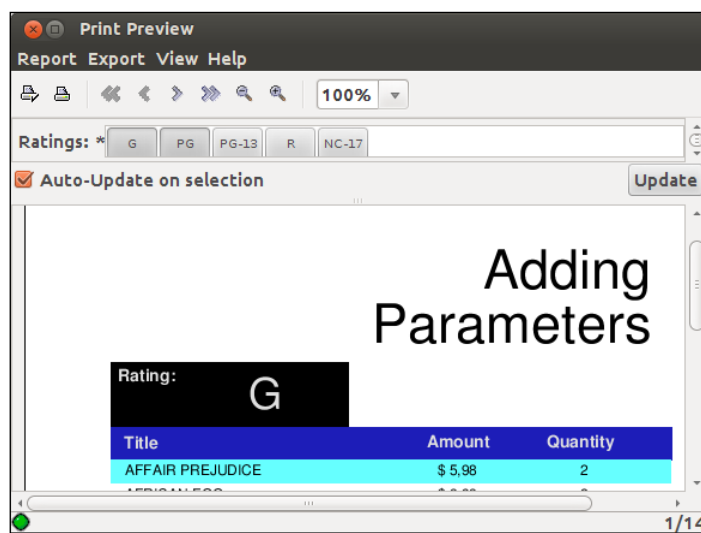 Print Preview
Report Export View Help
100%
Ratings: * G PG PG-13 R NC-17
Auto-Update on selection Update
Adding
Parameters
Rating: G
Title Amount Quantity
AFFAIR PREJUDICE $ 5,98 2
1/14